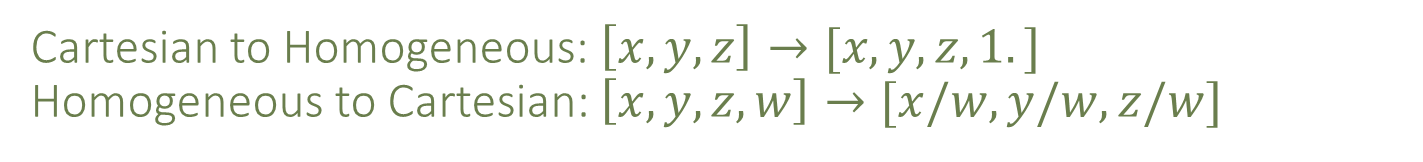 Cartesian to Homogeneous: [x, y, z] → [x, y, z, 1.]
Homogeneous to Cartesian: [x, y, z, w] → [x/w, y/w, z/w]